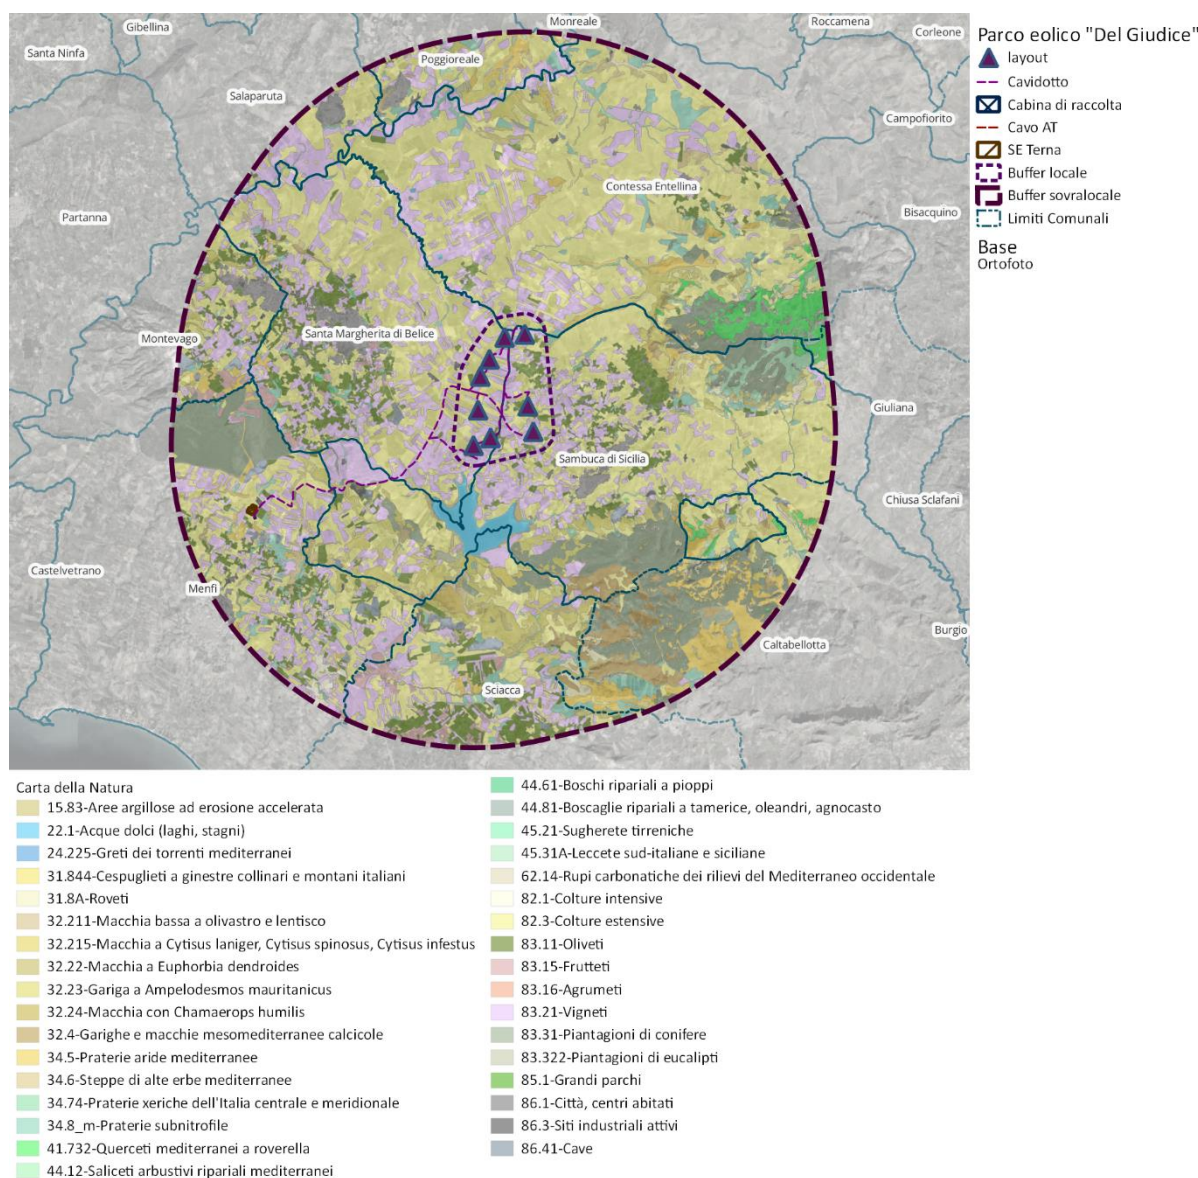 Gibellina
Monreale
Roccamena
Corleone
Santa Ninfa
Poggioreale
Salaparuta
Campofiorito
Contessa Entellina
Partanna
Bisacquino
Montevago
Santa Margherita di Belice
Giuliana
Sambuca di Sicilia
Chiusa Sclafani
Castelvetrano
Menfi
Burgio
Caltabellotta
Sciacca
Parco eolico "Del Giudice"
layout
Cavidotto
Cabina di raccolta
Cavo AT
SE Terna
Buffer locale
Buffer sovralocale
Limiti Comunali
Base
Ortofoto
Carta della Natura
15.83-Aree argillose ad erosione accelerata
22.1-Acque dolci (laghi, stagni)
24.225-Greti dei torrenti mediterranei
31.844-Cespuglieti a ginestre collinari e montani italiani
31.8A-Roveti
32.211-Macchia bassa a olivastro e lentisco
32.215-Macchia a Cytisus laniger, Cytisus spinosus, Cytisus infestus
32.22-Macchia a Euphorbia dendroides
32.23-Gariga a Ampelodesmos mauritanicus
32.24-Macchia con Chamaerops humilis
32.4-Garighe e macchie mesomediterranee calcicole
34.5-Praterie aride mediterranee
34.6-Steppe di alte erbe mediterranee
34.74-Praterie xeriche dell'Italia centrale e meridionale
34.8_m-Praterie subnitrofile
41.732-Querceti mediterranei a roverella
44.12-Saliceti arbustivi ripariali mediterranei
44.61-Boschi ripariali a pioppi
44.81-Boscaglie ripariali a tamerice, oleandri, agnocasto
45.21-Sugherete tirreniche
45.31A-Leccete sud-italiane e siciliane
62.14-Rupi carbonatiche dei rilievi del Mediterraneo occidentale
82.1-Colture intensive
82.3-Colture estensive
83.11-Oliveti
83.15-Frutteti
83.16-Agrumeti
83.21-Vigneti
83.31-Piantagioni di conifere
83.322-Piantagioni di eucalipti
85.1-Grandi parchi
86.1-Città, centri abitati
86.3-Siti industriali attivi
86.41-Cave